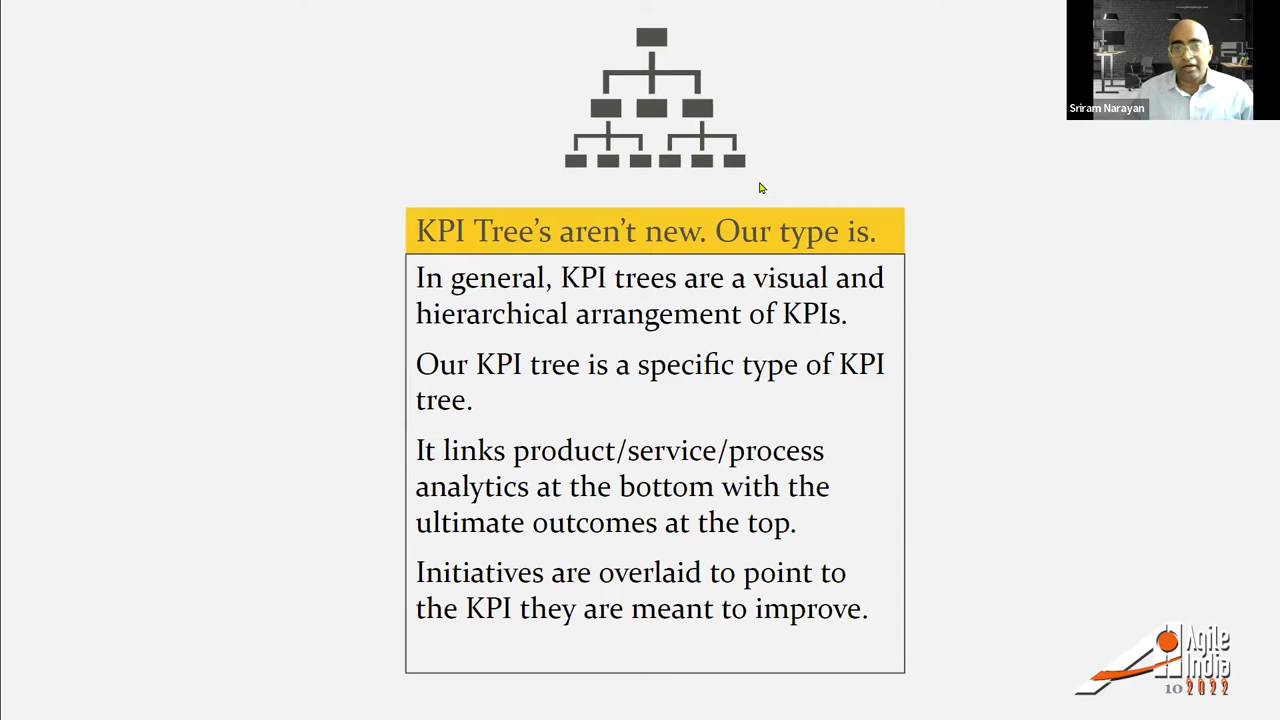 Sriram Narayan
KPI Tree’s aren’t new. Our type is.
In general, KPI trees are a visual and
hierarchical arrangement of KPIs.
Our KPI tree is a specific type of KPI
tree.
It links product/service/process
analytics at the bottom with the
ultimate outcomes at the top.
Initiatives are overlaid to point to
the KPI they are meant to improve.
Agile
India
10 2022